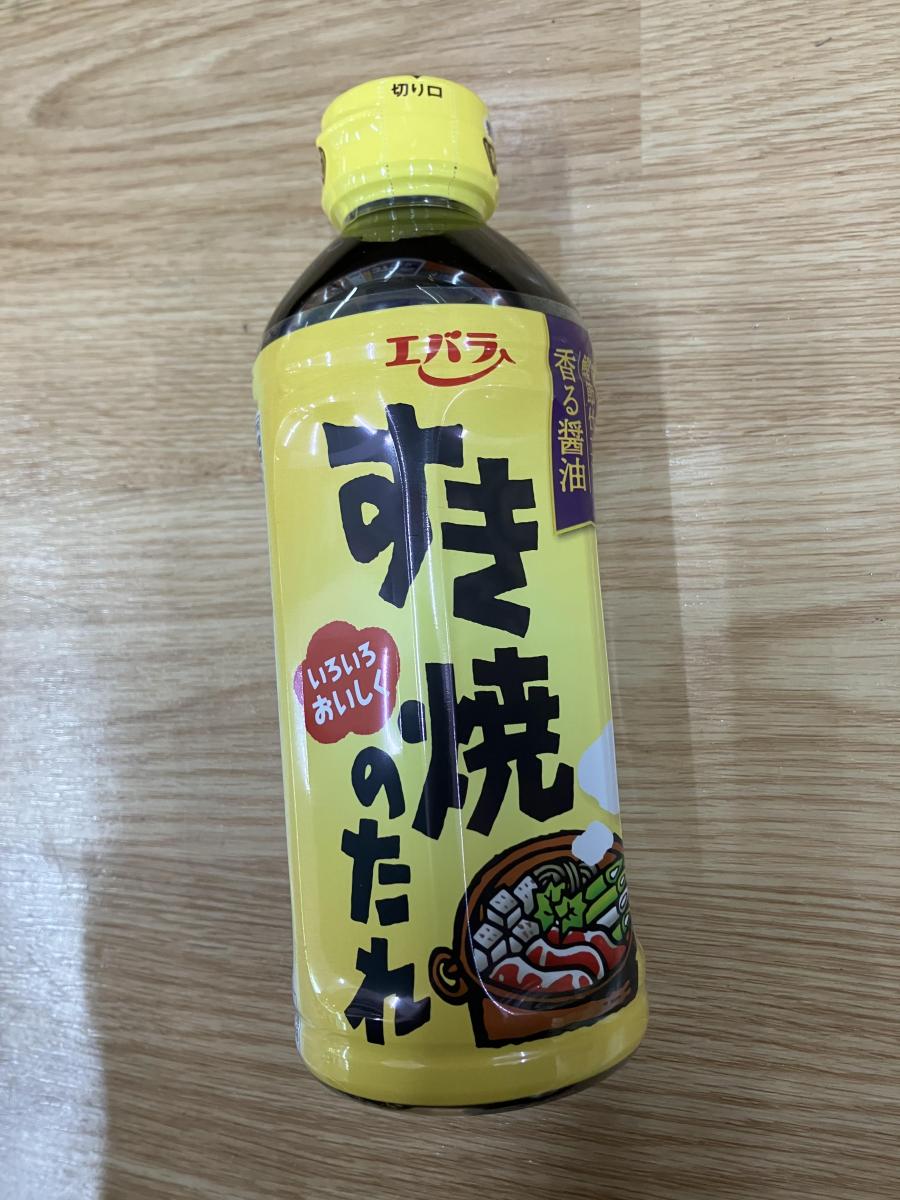 切り口
エバラ
香る醤油
すき焼
のたれ
いろいろ
おいしく